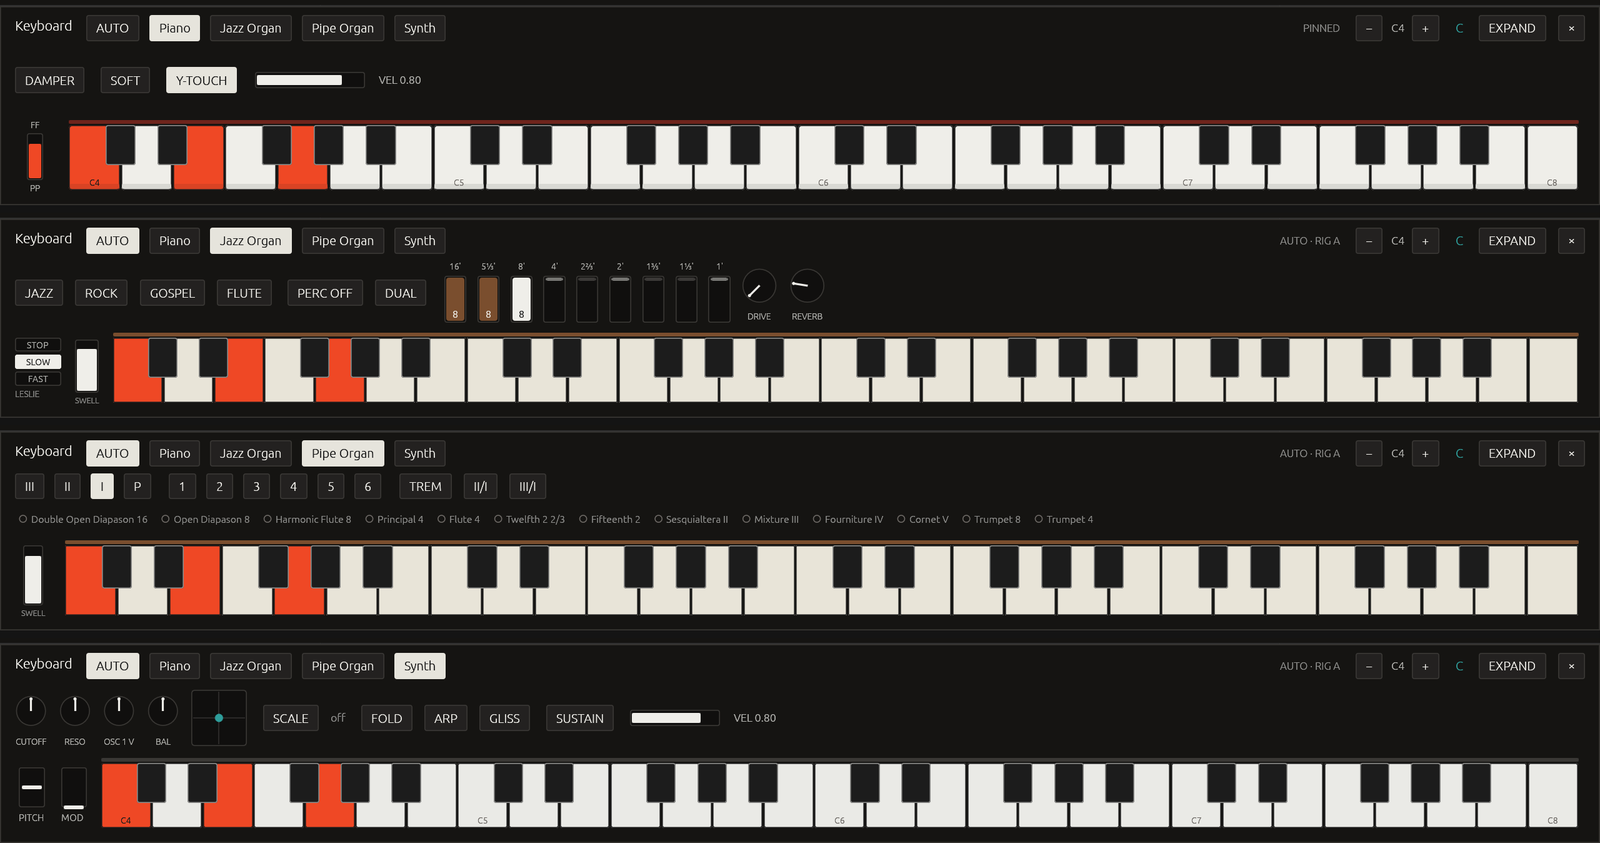 Keyboard AUTO Piano Jazz Organ Pipe Organ Synth PINNED − C4 + C EXPAND ×
DAMPER SOFT Y-TOUCH VEL 0.80
FF
PP
C4 C5 C6 C7 C8
Keyboard AUTO Piano Jazz Organ Pipe Organ Synth AUTO · RIG A − C4 + C EXPAND ×
16' 5⅓' 8' 4' 2⅔' 2' 1⅗' 1⅓' 1'
JAZZ ROCK GOSPEL FLUTE PERC OFF DUAL
8 8 8 DRIVE REVERB
STOP
SLOW
FAST
LESLIE
SWELL
Keyboard AUTO Piano Jazz Organ Pipe Organ Synth AUTO · RIG A − C4 + C EXPAND ×
III II I P 1 2 3 4 5 6 TREM II/I III/I
Double Open Diapason 16 Open Diapason 8 Harmonic Flute 8 Principal 4 Flute 4 Twelfth 2 2/3 Fifteenth 2 Sesquialtera II Mixture III Fourniture IV Cornet V Trumpet 8 Trumpet 4
SWELL
Keyboard AUTO Piano Jazz Organ Pipe Organ Synth AUTO · RIG A − C4 + C EXPAND ×
SCALE off FOLD ARP GLISS SUSTAIN VEL 0.80
CUTOFF RESO OSC 1 V BAL
PITCH MOD
C4 C5 C6 C7 C8